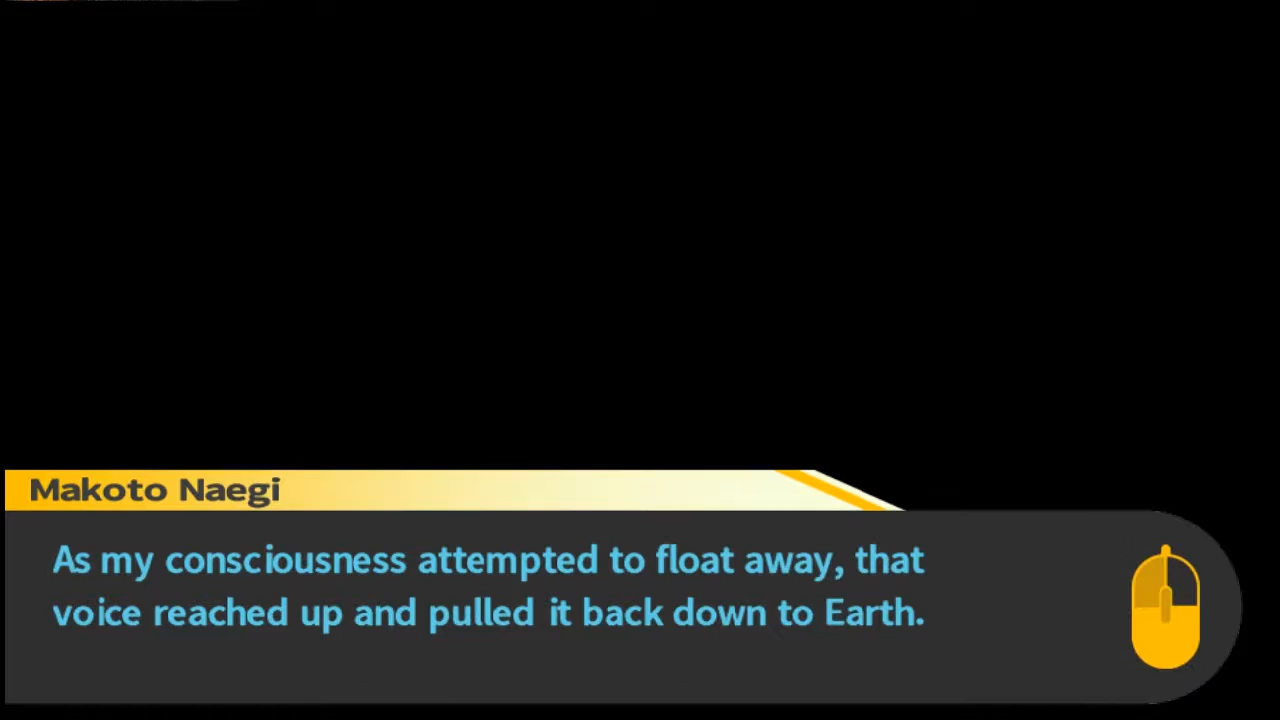 Makoto Naegi
As my consciousness attempted to float away, that
voice reached up and pulled it back down to Earth.